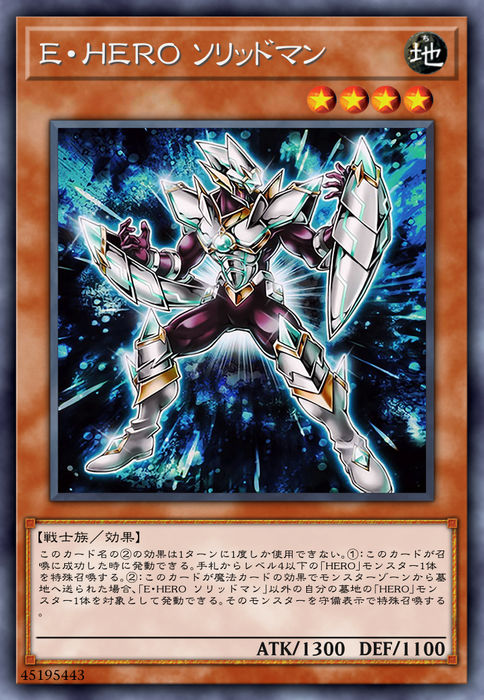 E・HERO ソリッドマン
ち
地
【戦士族／効果】
このカード名の②の効果は1ターンに1度しか使用できない。①：このカードが召
喚に成功した時に発動できる。手札からレベル4以下の「HERO」モンスター1体
を特殊召喚する。②：このカードが魔法カードの効果でモンスターゾーンから墓
地へ送られた場合、「E・HERO ソリッドマン」以外の自分の墓地の「HERO」モン
スター1体を対象として発動できる。そのモンスターを守備表示で特殊召喚する
。
ATK/1300 DEF/1100
45195443